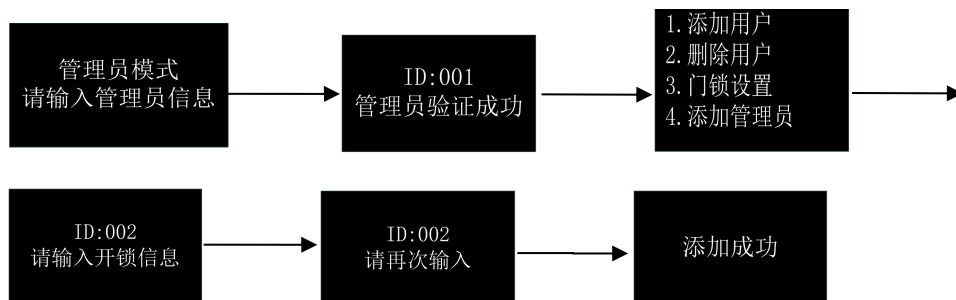 管理员模式
请输入管理员信息
ID:001
管理员验证成功
1.添加用户
2.删除用户
3.门锁设置
4.添加管理员
ID:002
请输入开锁信息
ID:002
请再次输入
添加成功